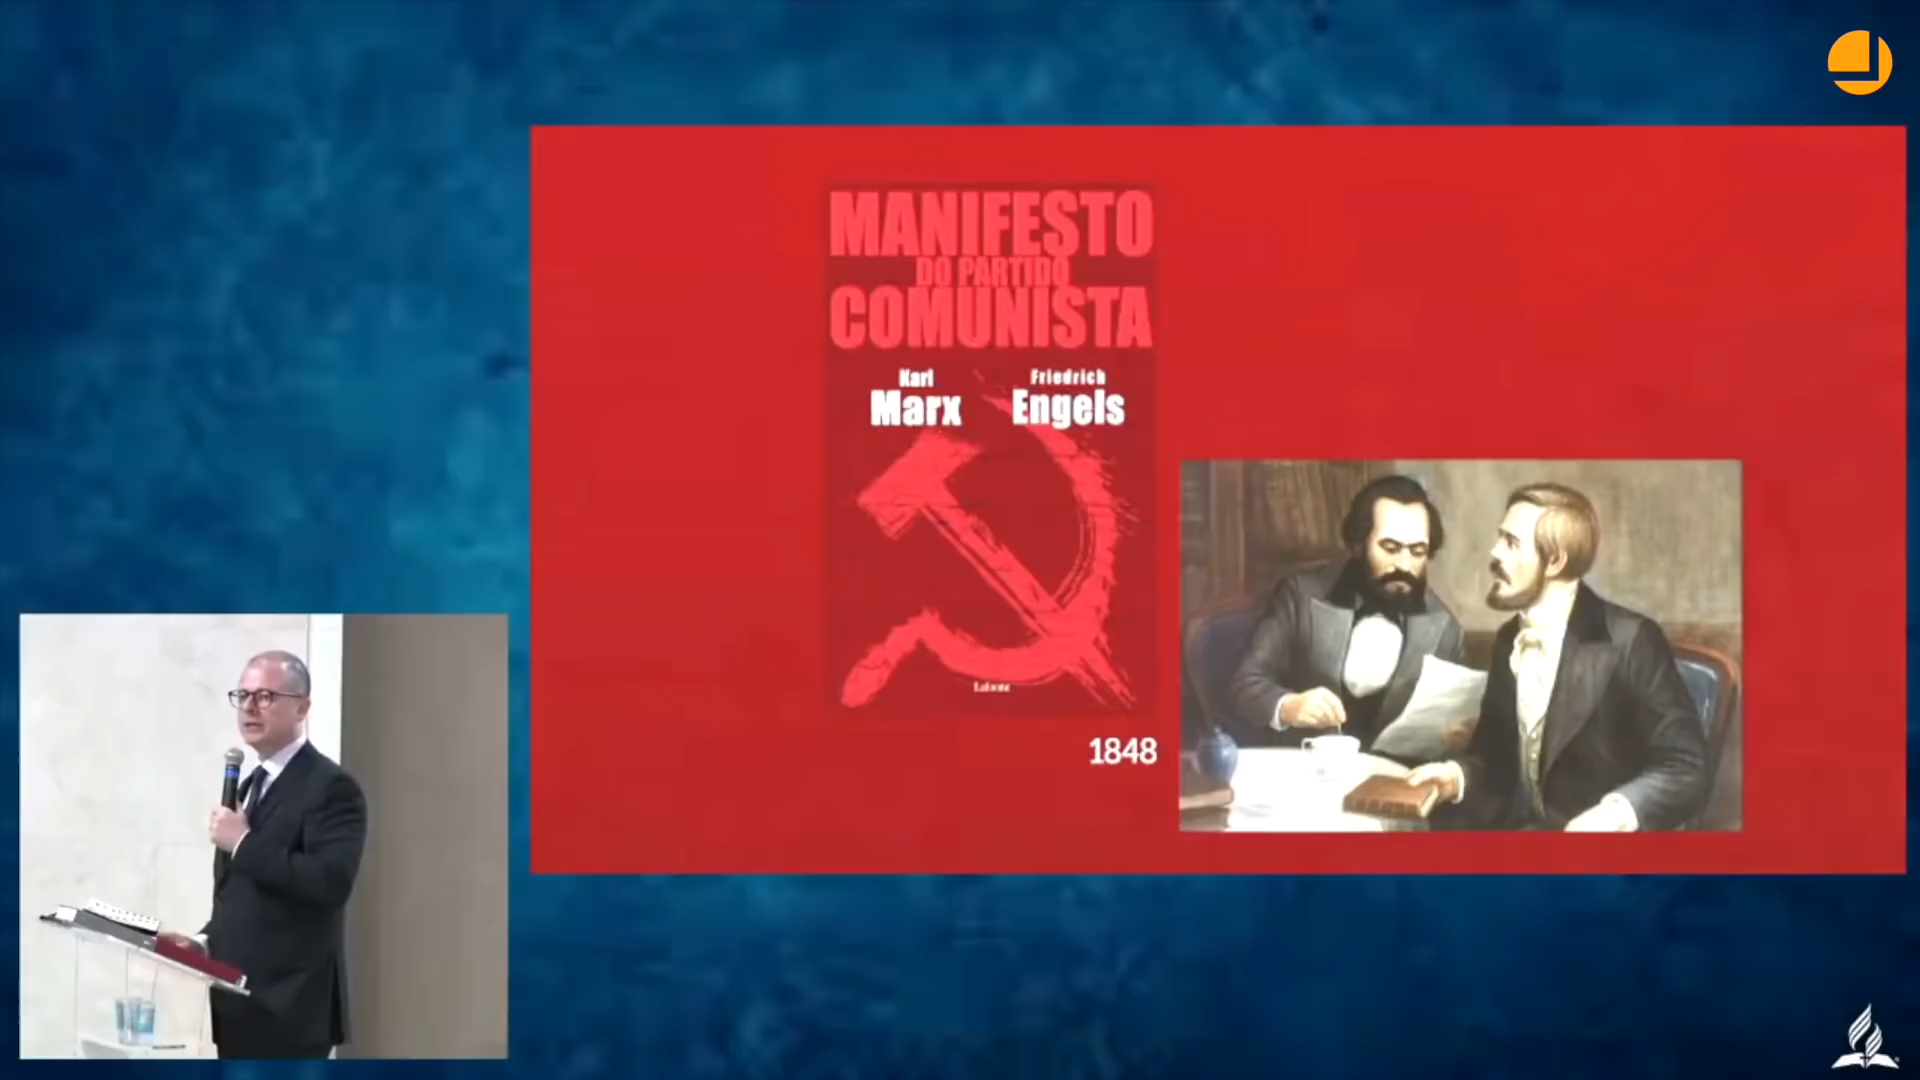 MANIFESTO
DO PARTIDO
COMUNISTA
Karl
Marx
Friedrich
Engels
1848